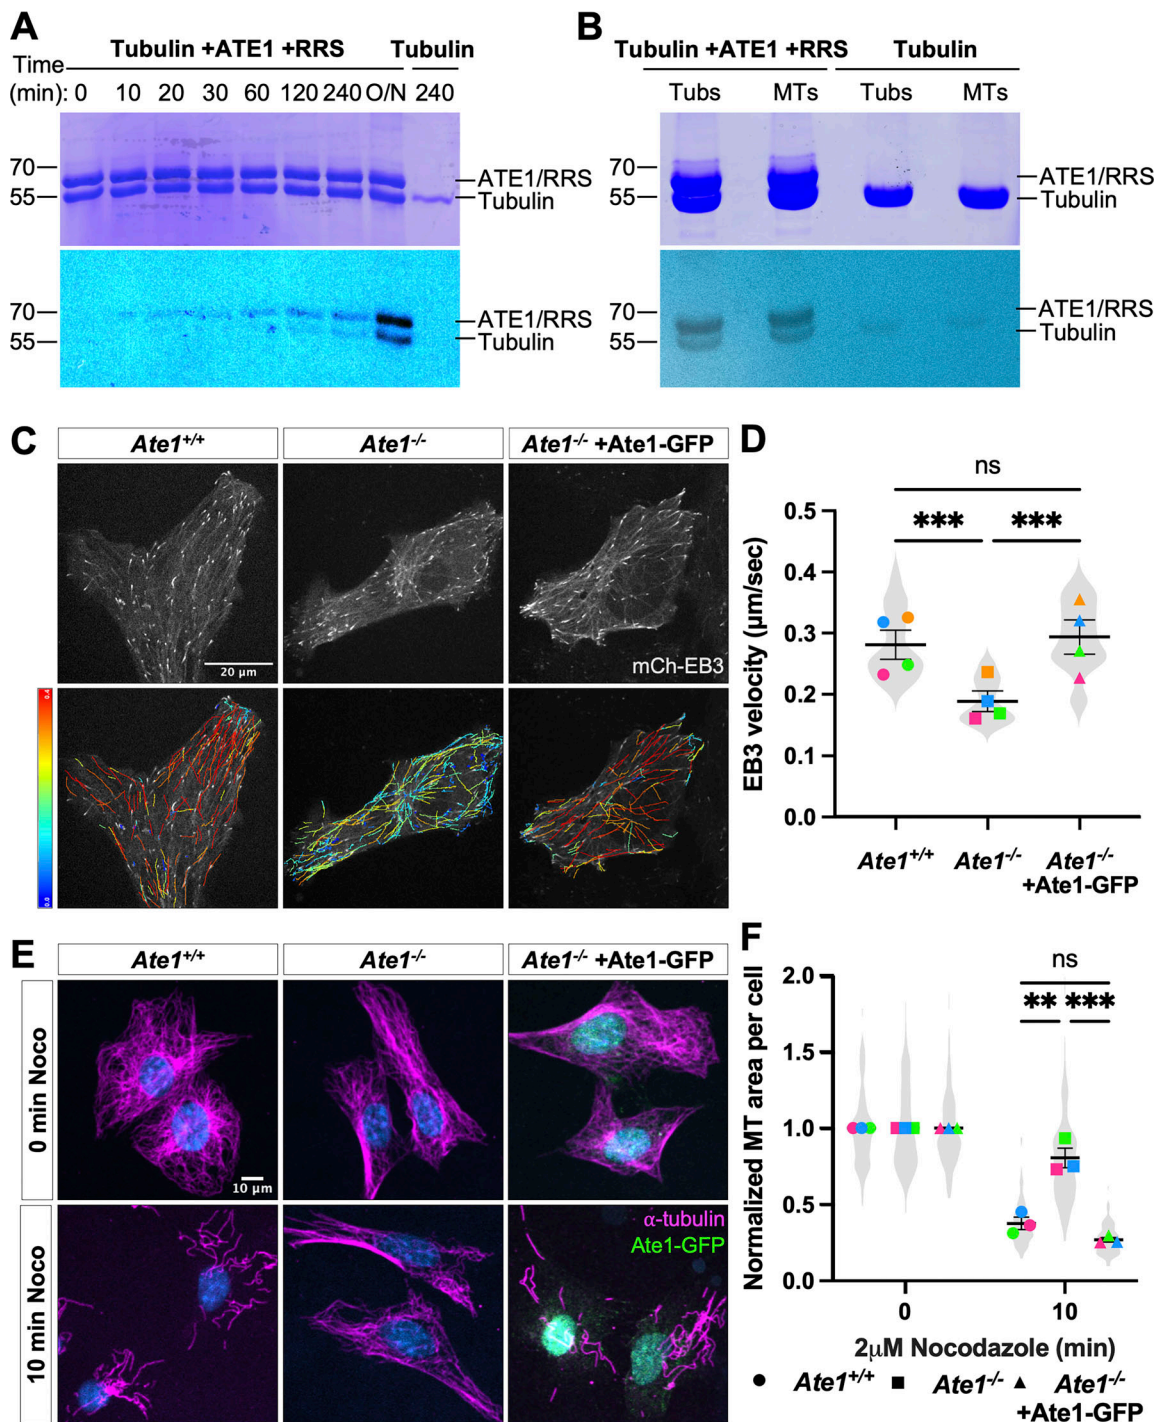 A
Tubulin +ATE1 +RRS Tubulin
Time
(min): 0 10 20 30 60 120 240 O/N 240
70
55
ATE1/RRS
Tubulin
70
55
ATE1/RRS
Tubulin
B
Tubulin +ATE1 +RRS Tubulin
Tubs MTs Tubs MTs
70
55
ATE1/RRS
Tubulin
70
55
ATE1/RRS
Tubulin
C
Ate1+/+ Ate1-/- Ate1-/- +Ate1-GFP
20 μm
mCh-EB3
0.4
0.0
D
ns
*** ***
EB3 velocity (μm/sec)
0.5
0.4
0.3
0.2
0.1
0.0
Ate1+/+ Ate1-/- Ate1-/-
+Ate1-GFP
E
Ate1+/+ Ate1-/- Ate1-/- +Ate1-GFP
0 min Noco
10 μm
10 min Noco
α-tubulin
Ate1-GFP
F
ns
** ***
Normalized MT area per cell
2.0
1.5
1.0
0.5
0.0
0 10
2μM Nocodazole (min)
Ate1+/+ Ate1-/- Ate1-/-
+Ate1-GFP